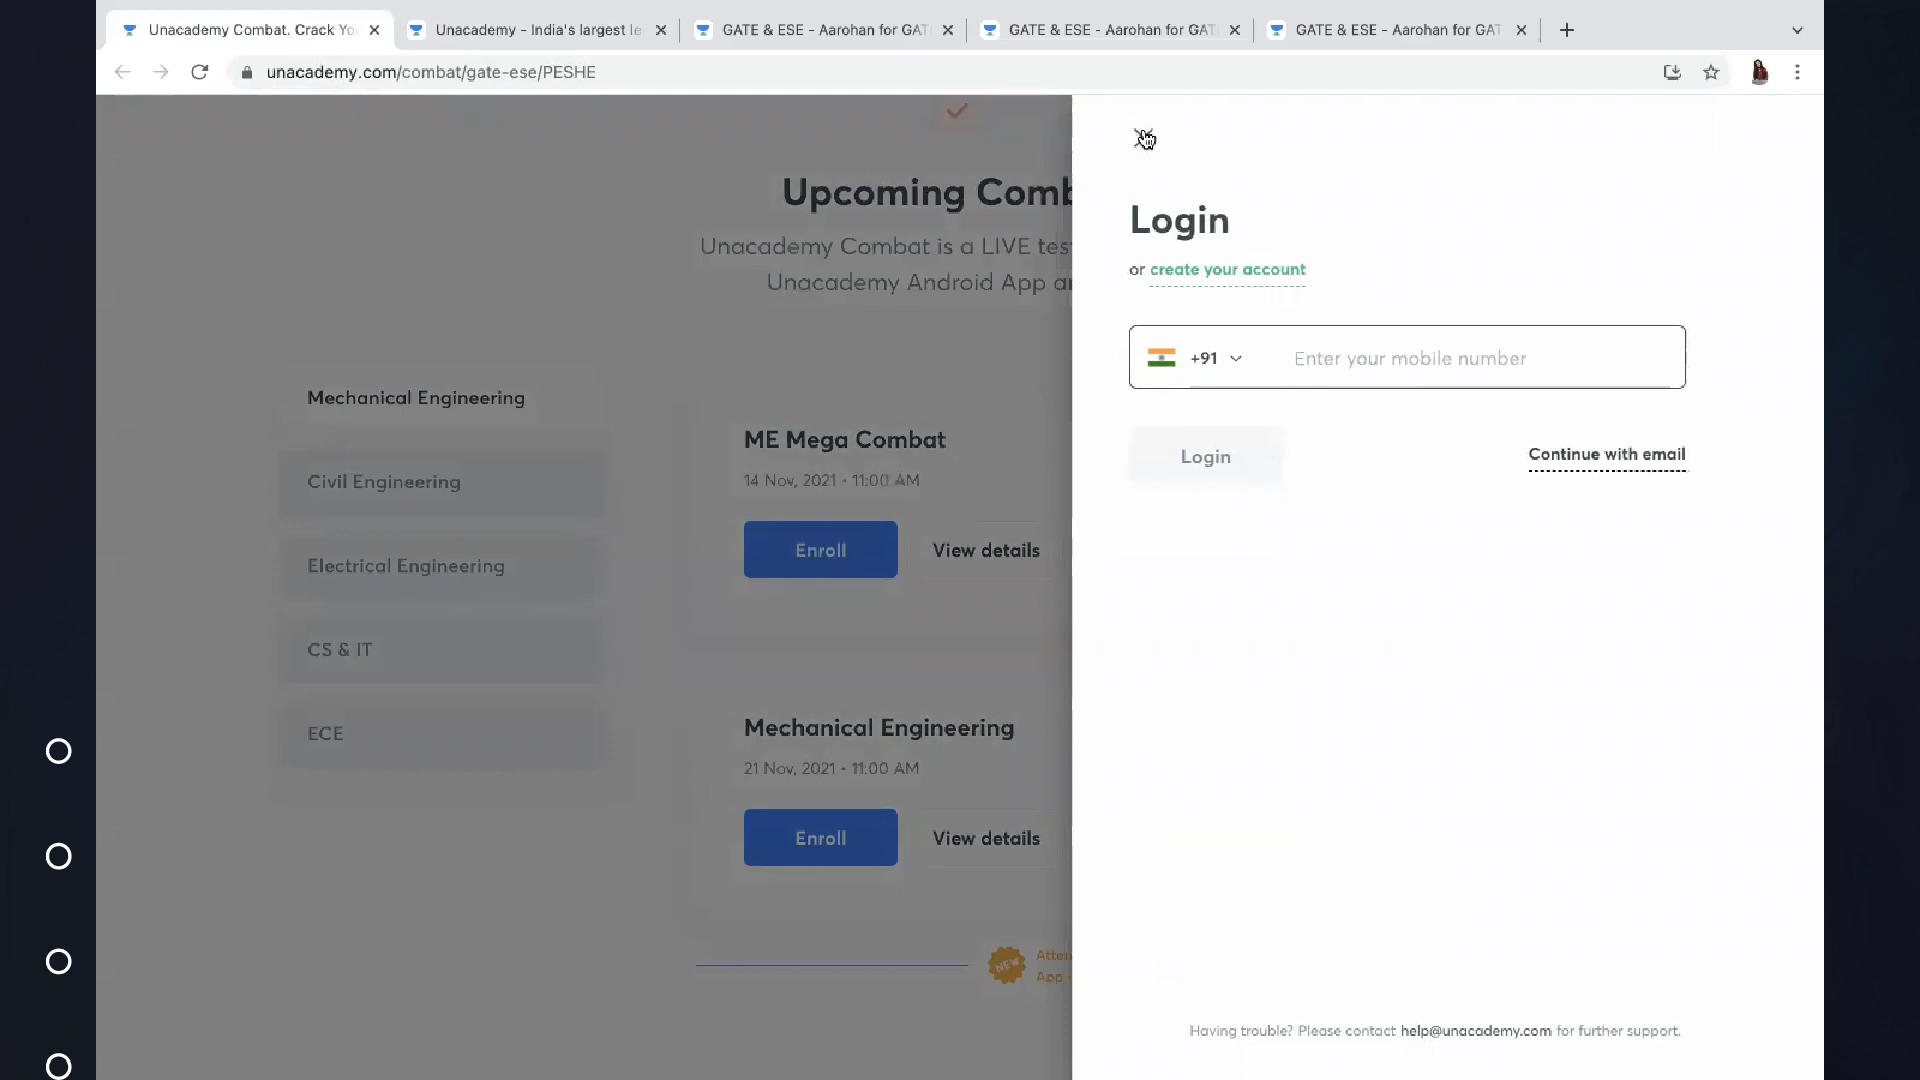 Unacademy Combat. Crack Yo
Unacademy - India's largest le
GATE & ESE - Aarohan for GAT
GATE & ESE - Aarohan for GAT
GATE & ESE - Aarohan for GAT
unacademy.com/combat/gate-ese/PESHE
Upcoming Comb
Unacademy Combat is a LIVE tes
Unacademy Android App a
Mechanical Engineering
Civil Engineering
Electrical Engineering
CS & IT
ECE
ME Mega Combat
14 Nov, 2021 • 11:00 AM
Enroll
View details
Mechanical Engineering
21 Nov, 2021 • 11:00 AM
Enroll
View details
NEW
Atten
App
Login
or create your account
+91
Enter your mobile number
Login
Continue with email
Having trouble? Please contact help@unacademy.com for further support.